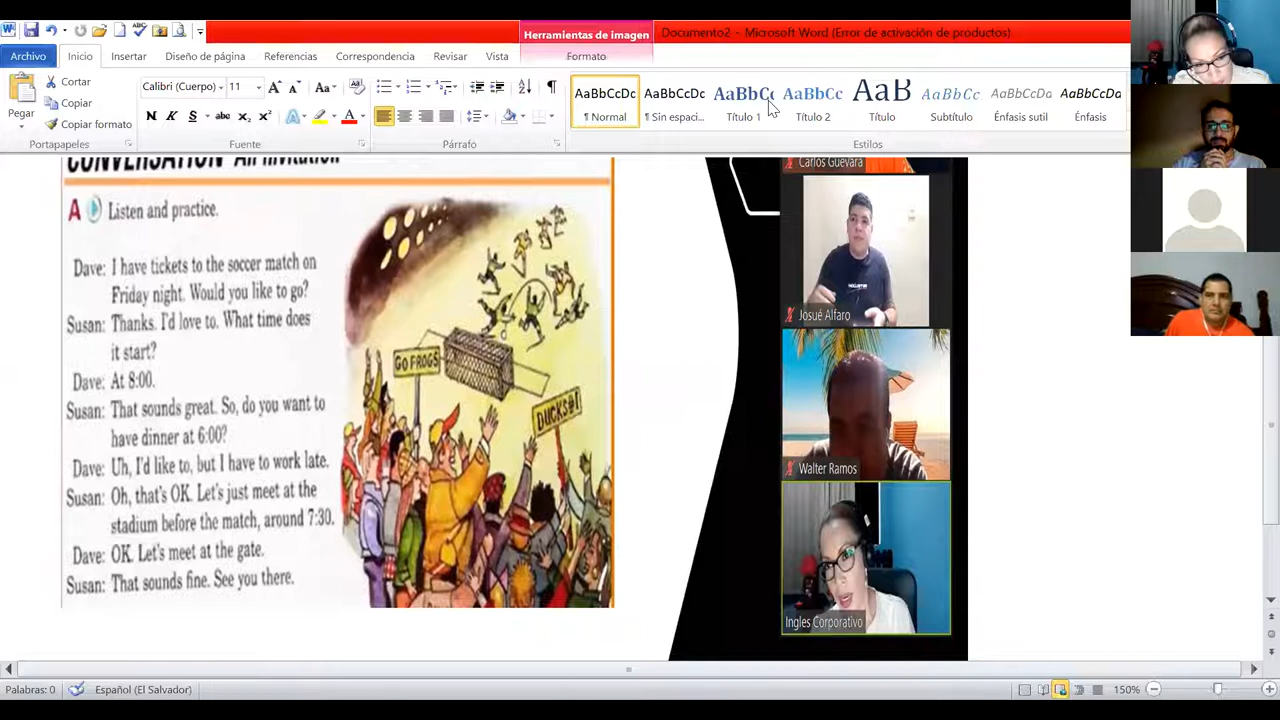 Herramientas de imagen
Documento2 - Microsoft Word (Error de activación de productos)
Archivo
Inicio
Insertar
Diseño de página
Referencias
Correspondencia
Revisar
Vista
Formato
Pegar
Cortar
Copiar
Copiar formato
Portapapeles
Calibri (Cuerpo)
11
Fuente
Párrafo
AaBbCcDc
¶ Normal
AaBbCcDc
¶ Sin espaci...
AaBbCc
Título 1
AaBbCc
Título 2
AaB
Título
AaBbCc
Subtítulo
AaBbCcDa
Énfasis sutil
AaBbCcDa
Énfasis
Estilos
CONVERSATION An invitation
A Listen and practice.
Dave: I have tickets to the soccer match on
Friday night. Would you like to go?
Susan: Thanks. I'd love to. What time does
it start?
Dave: At 8:00.
Susan: That sounds great. So, do you want to
have dinner at 6:00?
Dave: Uh, I'd like to, but I have to work late.
Susan: Oh, that's OK. Let's just meet at the
stadium before the match, around 7:30.
Dave: OK. Let's meet at the gate.
Susan: That sounds fine. See you there.
GO FROGS
Carlos Guevara
Josué Alfaro
Walter Ramos
Ingles Corporativo
Palabras: 0
Español (El Salvador)
150%